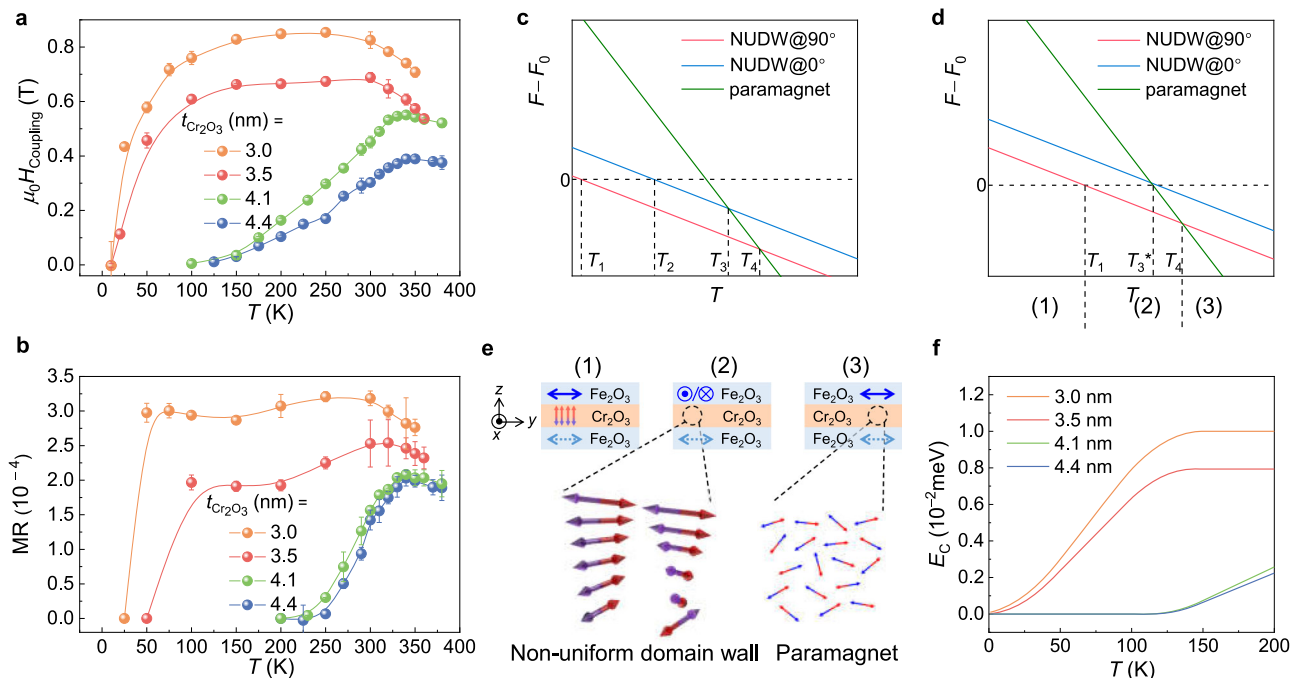 a
μ₀H_Coupling (T)
0.8
0.6
0.4
0.2
0.0
t_Cr₂O₃ (nm) =
3.0
3.5
4.1
4.4
0 50 100 150 200 250 300 350 400
T (K)
b
MR (10⁻⁴)
3.5
3.0
2.5
2.0
1.5
1.0
0.5
0.0
t_Cr₂O₃ (nm) =
3.0
3.5
4.1
4.4
0 50 100 150 200 250 300 350 400
T (K)
c
F − F₀
NUDW@90°
NUDW@0°
paramagnet
0
T₁ T₂ T₃ T₄
T
d
F − F₀
NUDW@90°
NUDW@0°
paramagnet
0
T₁ T₃* T₄
T
(1) (2) (3)
e
(1) (2) (3)
z
y
x
Fe₂O₃ Fe₂O₃ Fe₂O₃
Cr₂O₃ Cr₂O₃ Cr₂O₃
Fe₂O₃ Fe₂O₃ Fe₂O₃
Non-uniform domain wall Paramagnet
f
E_C (10⁻²meV)
1.2
1.0
0.8
0.6
0.4
0.2
0.0
3.0 nm
3.5 nm
4.1 nm
4.4 nm
0 50 100 150 200
T (K)